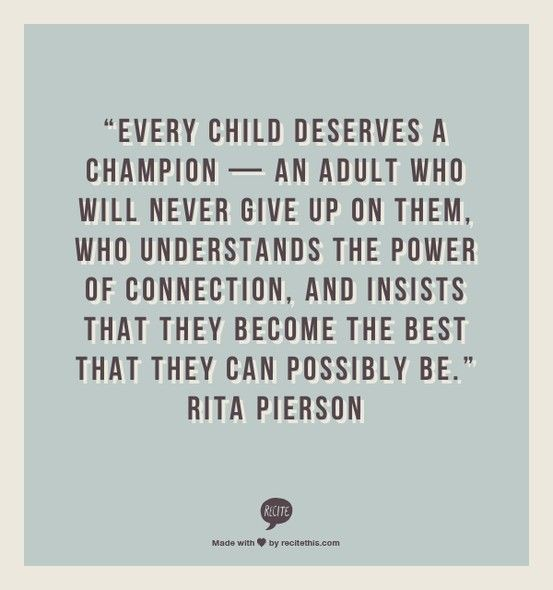 “EVERY CHILD DESERVES A
CHAMPION — AN ADULT WHO
WILL NEVER GIVE UP ON THEM,
WHO UNDERSTANDS THE POWER
OF CONNECTION, AND INSISTS
THAT THEY BECOME THE BEST
THAT THEY CAN POSSIBLY BE.”
RITA PIERSON
RECITE
Made with ♥ by recitethis.com